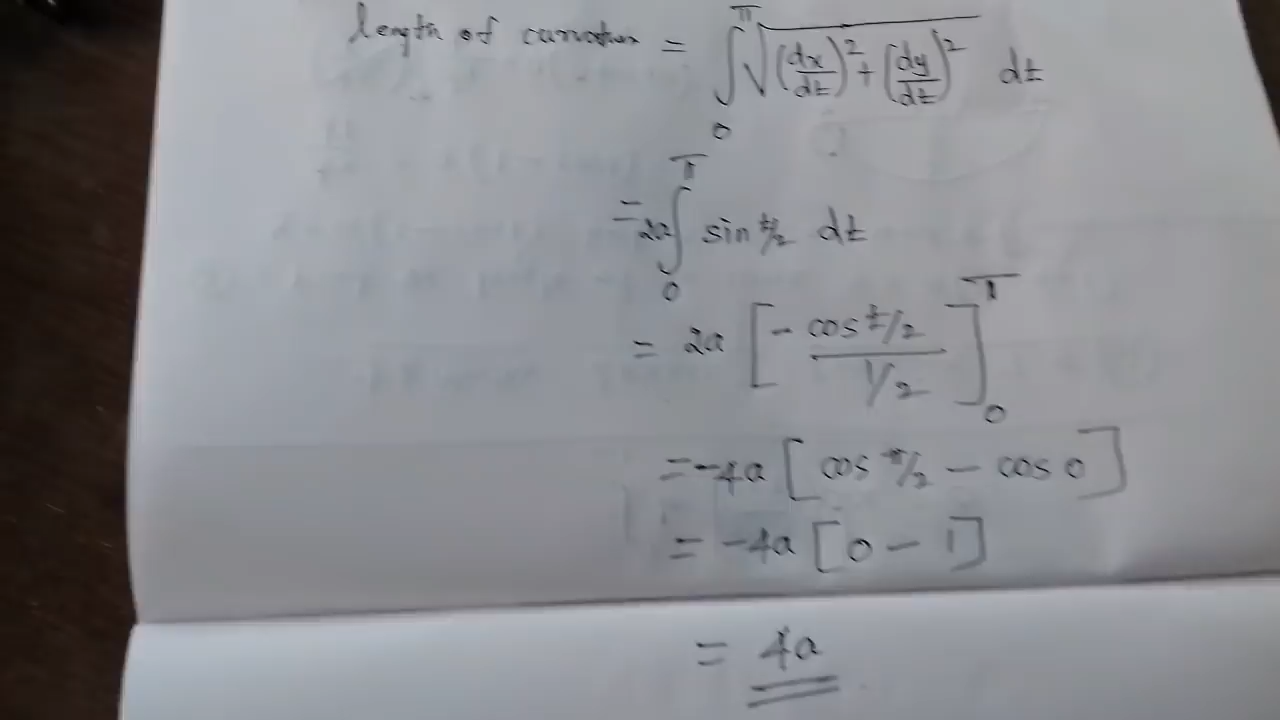 length of = ∫₀^π √((dx/dt)² + (dy/dt)²) dt
= 2a ∫₀^π sin t/2 dt
= 2a [ - cos t/2 / 1/2 ]₀^π
= -4a [ cos π/2 - cos 0 ]
= -4a [ 0 - 1 ]
= 4a